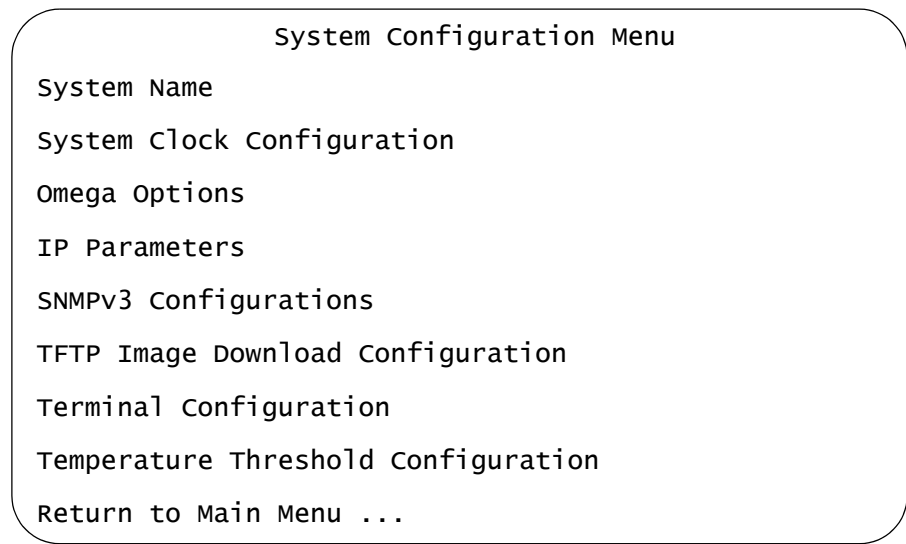 System Configuration Menu
System Name
System Clock Configuration
Omega Options
IP Parameters
SNMPv3 Configurations
TFTP Image Download Configuration
Terminal Configuration
Temperature Threshold Configuration
Return to Main Menu ...